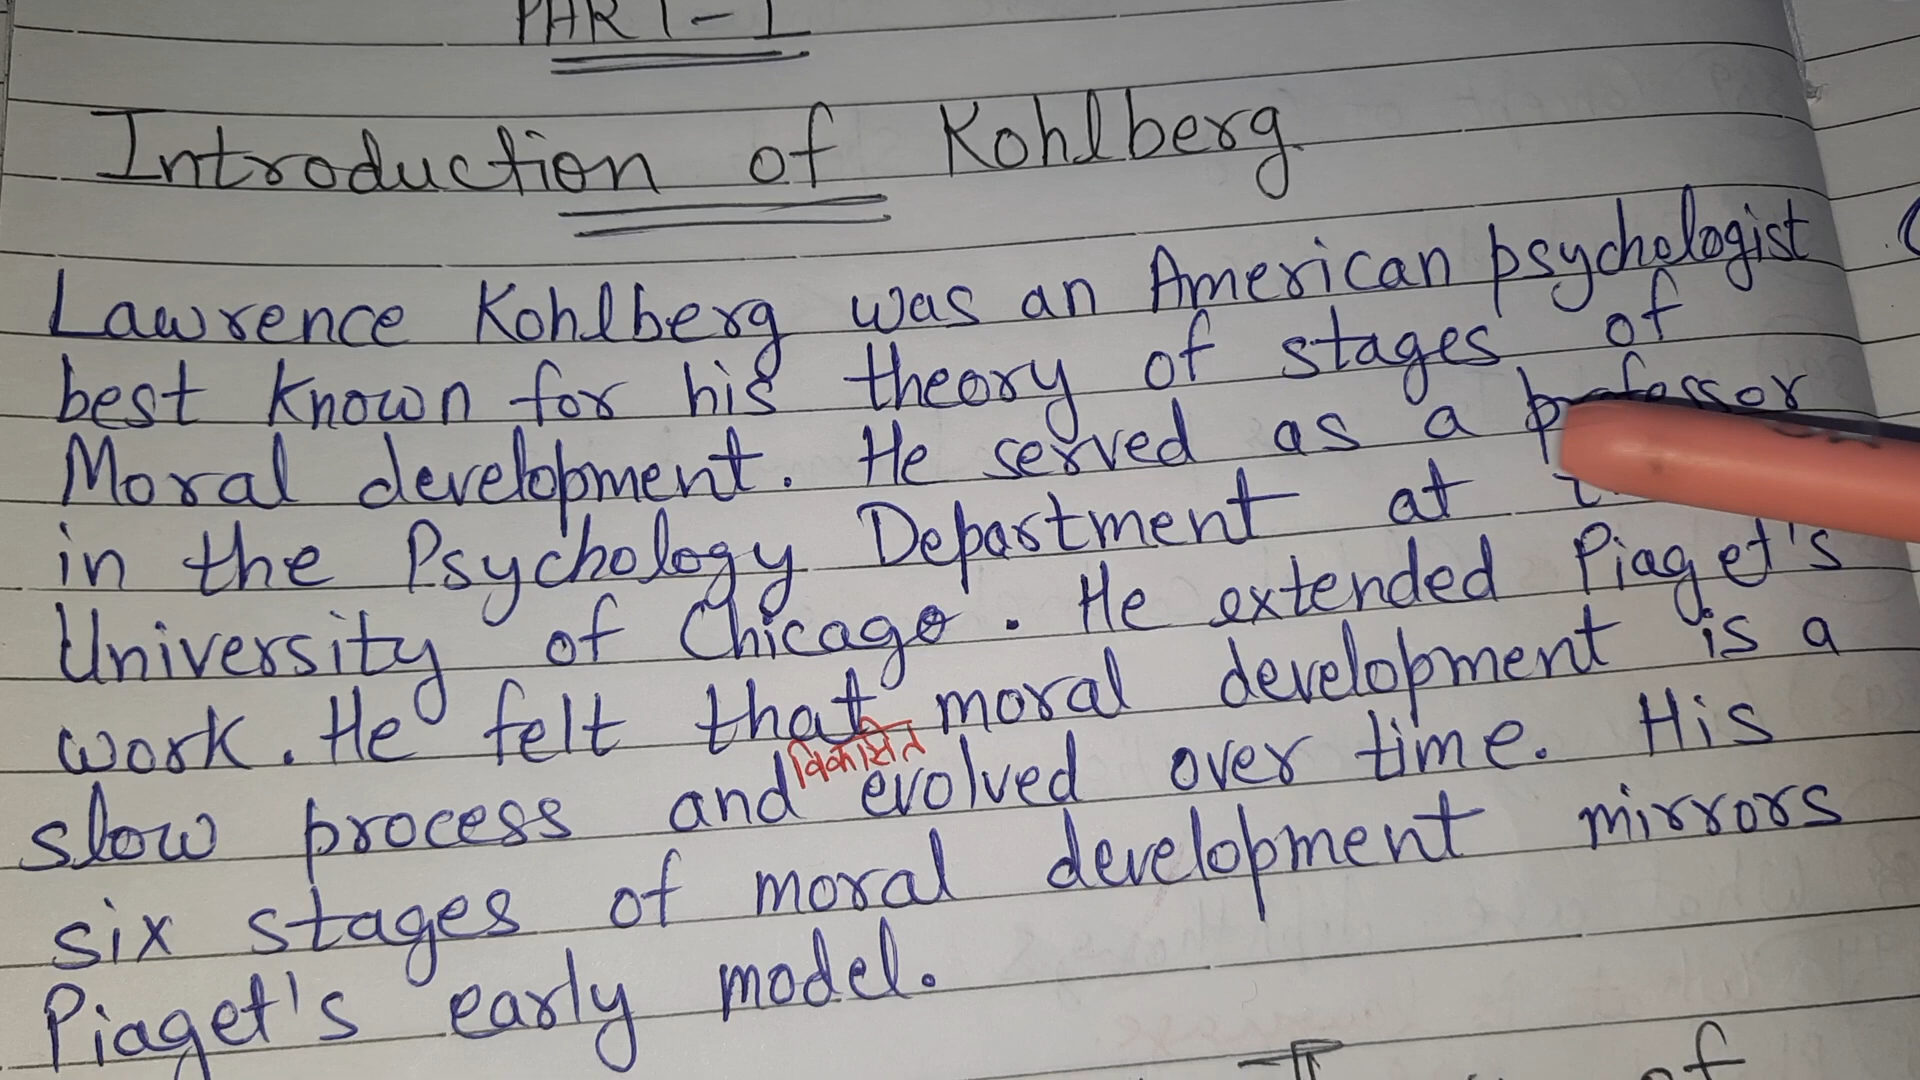 PART-I
Introduction of Kohlberg
Lawrence Kohlberg was an American psychologist
best known for his theory of stages of
Moral development. He served as a professor
in the Psychology Department at
University of Chicago. He extended Piaget's
work. He felt that moral development is a
विकसित
slow process and evolved over time. His
six stages of moral development mirrors
Piaget's early model.
of